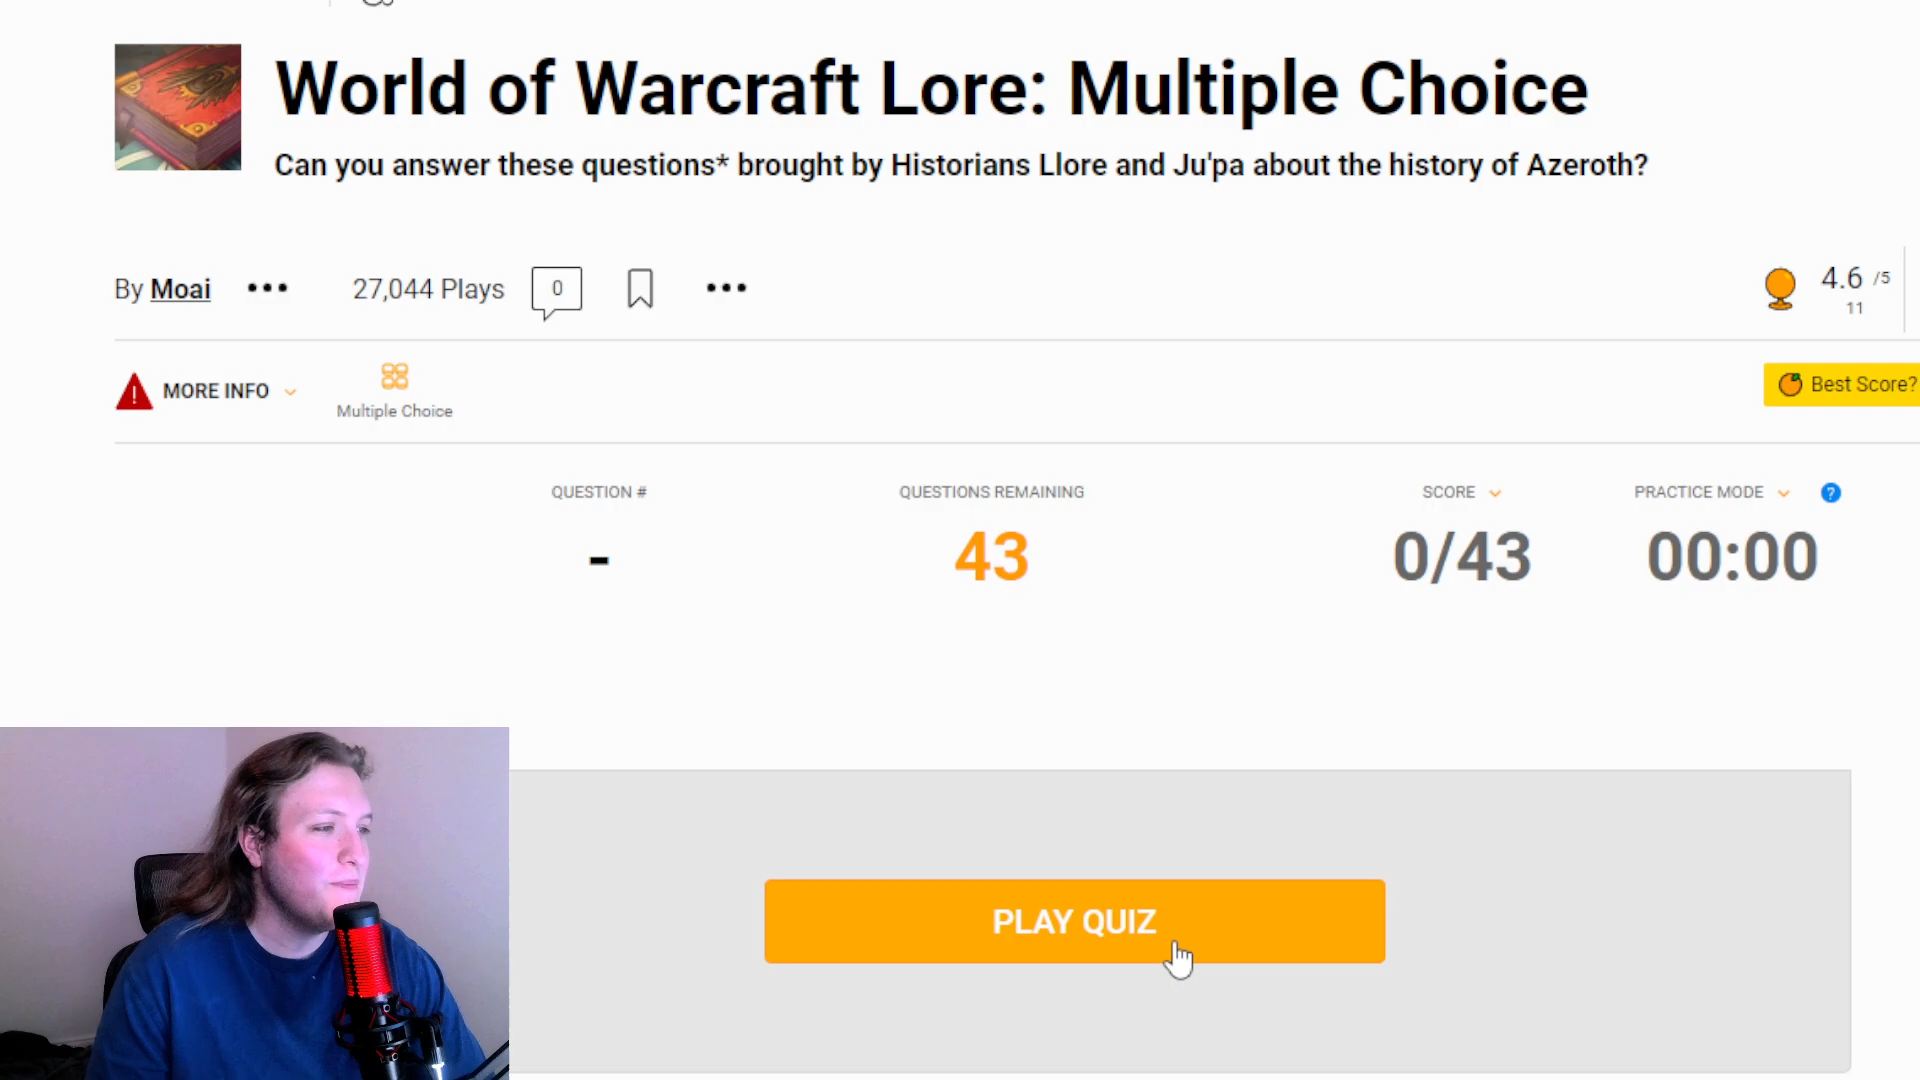 World of Warcraft Lore: Multiple Choice
Can you answer these questions* brought by Historians Llore and Ju'pa about the history of Azeroth?
By Moai
27,044 Plays
0
4.6 /5
11
MORE INFO
Multiple Choice
Best Score?
QUESTION #
QUESTIONS REMAINING
SCORE
PRACTICE MODE
?
-
43
0/43
00:00
PLAY QUIZ